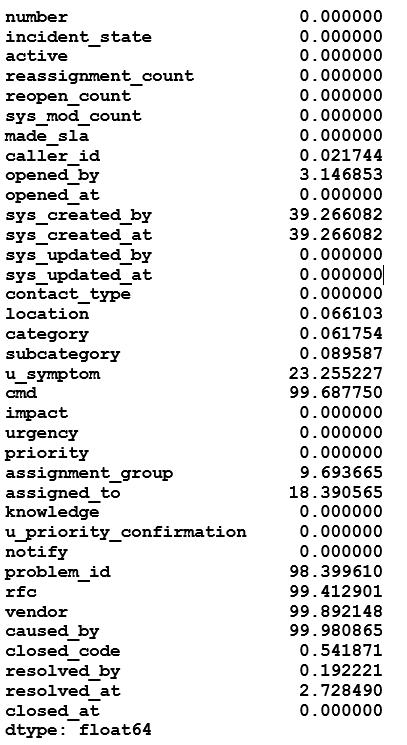 number 0.000000
incident_state 0.000000
active 0.000000
reassignment_count 0.000000
reopen_count 0.000000
sys_mod_count 0.000000
made_sla 0.000000
caller_id 0.021744
opened_by 3.146853
opened_at 0.000000
sys_created_by 39.266082
sys_created_at 39.266082
sys_updated_by 0.000000
sys_updated_at 0.000000
contact_type 0.000000
location 0.066103
category 0.061754
subcategory 0.089587
u_symptom 23.255227
cmd 99.687750
impact 0.000000
urgency 0.000000
priority 0.000000
assignment_group 9.693665
assigned_to 18.390565
knowledge 0.000000
u_priority_confirmation 0.000000
notify 0.000000
problem_id 98.399610
rfc 99.412901
vendor 99.892148
caused_by 99.980865
closed_code 0.541871
resolved_by 0.192221
resolved_at 2.728490
closed_at 0.000000
dtype: float64